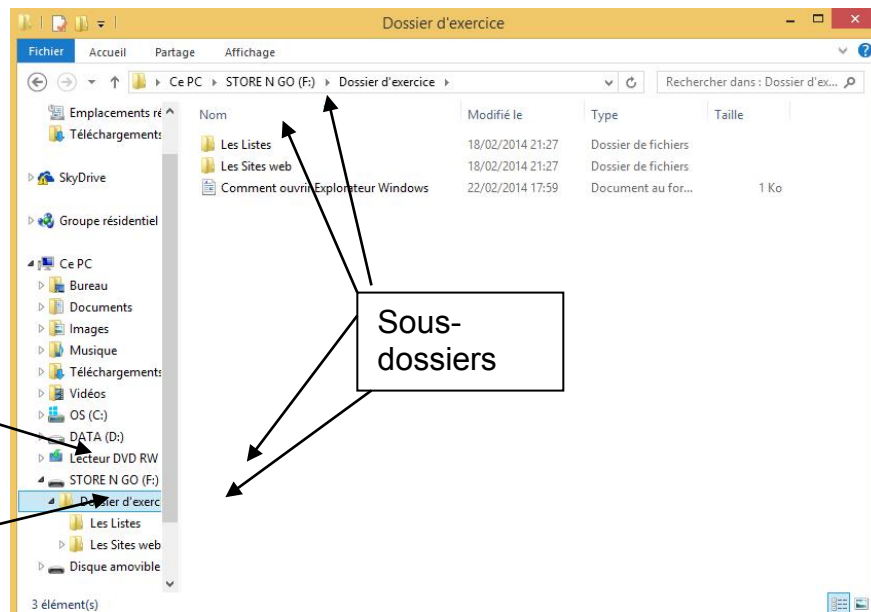 Dossier d'exercice
Fichier Accueil Partage Affichage
Ce PC STORE N GO (F:) Dossier d'exercice Rechercher dans : Dossier d'ex...
Emplacements ré
Téléchargements
SkyDrive
Groupe résidentiel
Ce PC
Bureau
Documents
Images
Musique
Téléchargements
Vidéos
OS (C:)
DATA (D:)
Lecteur DVD RW
STORE N GO (F:)
Dossier d'exerc
Les Listes
Les Sites web
Disque amovible
Nom Modifié le Type Taille
Les Listes 18/02/2014 21:27 Dossier de fichiers
Les Sites web 18/02/2014 21:27 Dossier de fichiers
Comment ouvrir Explorateur Windows 22/02/2014 17:59 Document au for... 1 Ko
Sous-
dossiers
3 élément(s)